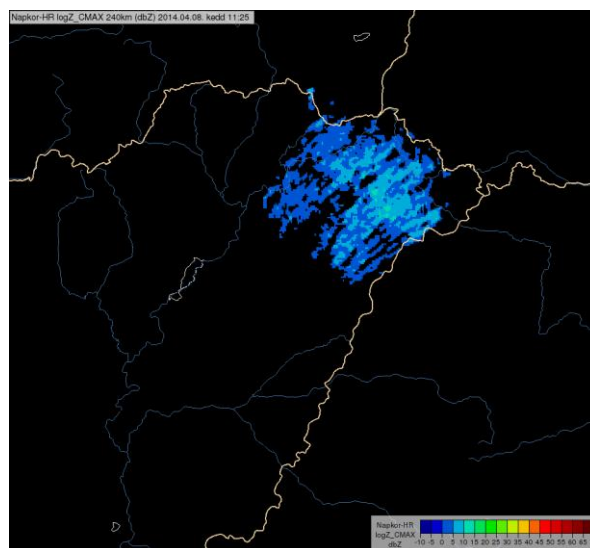 Napkor-HR logZ_CMAX 240km (dbZ) 2014.04.08. kedd 11:25
Napkor-HR
logZ_CMAX
dbZ
-10 -5 0 5 10 15 20 25 30 35 40 45 50 55 60 65